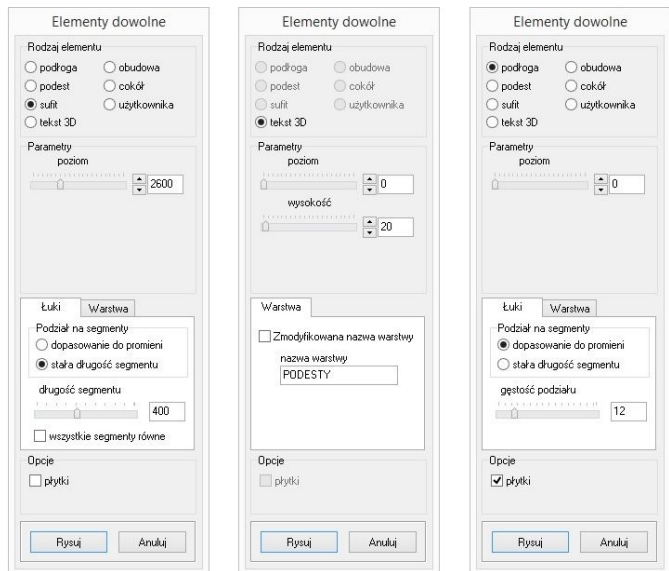 Elementy dowolne
Rodzaj elementu
podłoga obudowa
podest cokół
sufit użytkownika
tekst 3D
Parametry
poziom
2600
Łuki Warstwa
Podział na segmenty
dopasowanie do promieni
stała długość segmentu
długość segmentu
400
wszystkie segmenty równe
Opcje
płytki
Rysuj Anuluj
Elementy dowolne
Rodzaj elementu
podłoga obudowa
podest cokół
sufit użytkownika
tekst 3D
Parametry
poziom
0
wysokość
20
Warstwa
Zmodyfikowana nazwa warstwy
nazwa warstwy
PODESTY
Opcje
płytki
Rysuj Anuluj
Elementy dowolne
Rodzaj elementu
podłoga obudowa
podest cokół
sufit użytkownika
tekst 3D
Parametry
poziom
0
Łuki Warstwa
Podział na segmenty
dopasowanie do promieni
stała długość segmentu
gęstość podziału
12
Opcje
płytki
Rysuj Anuluj